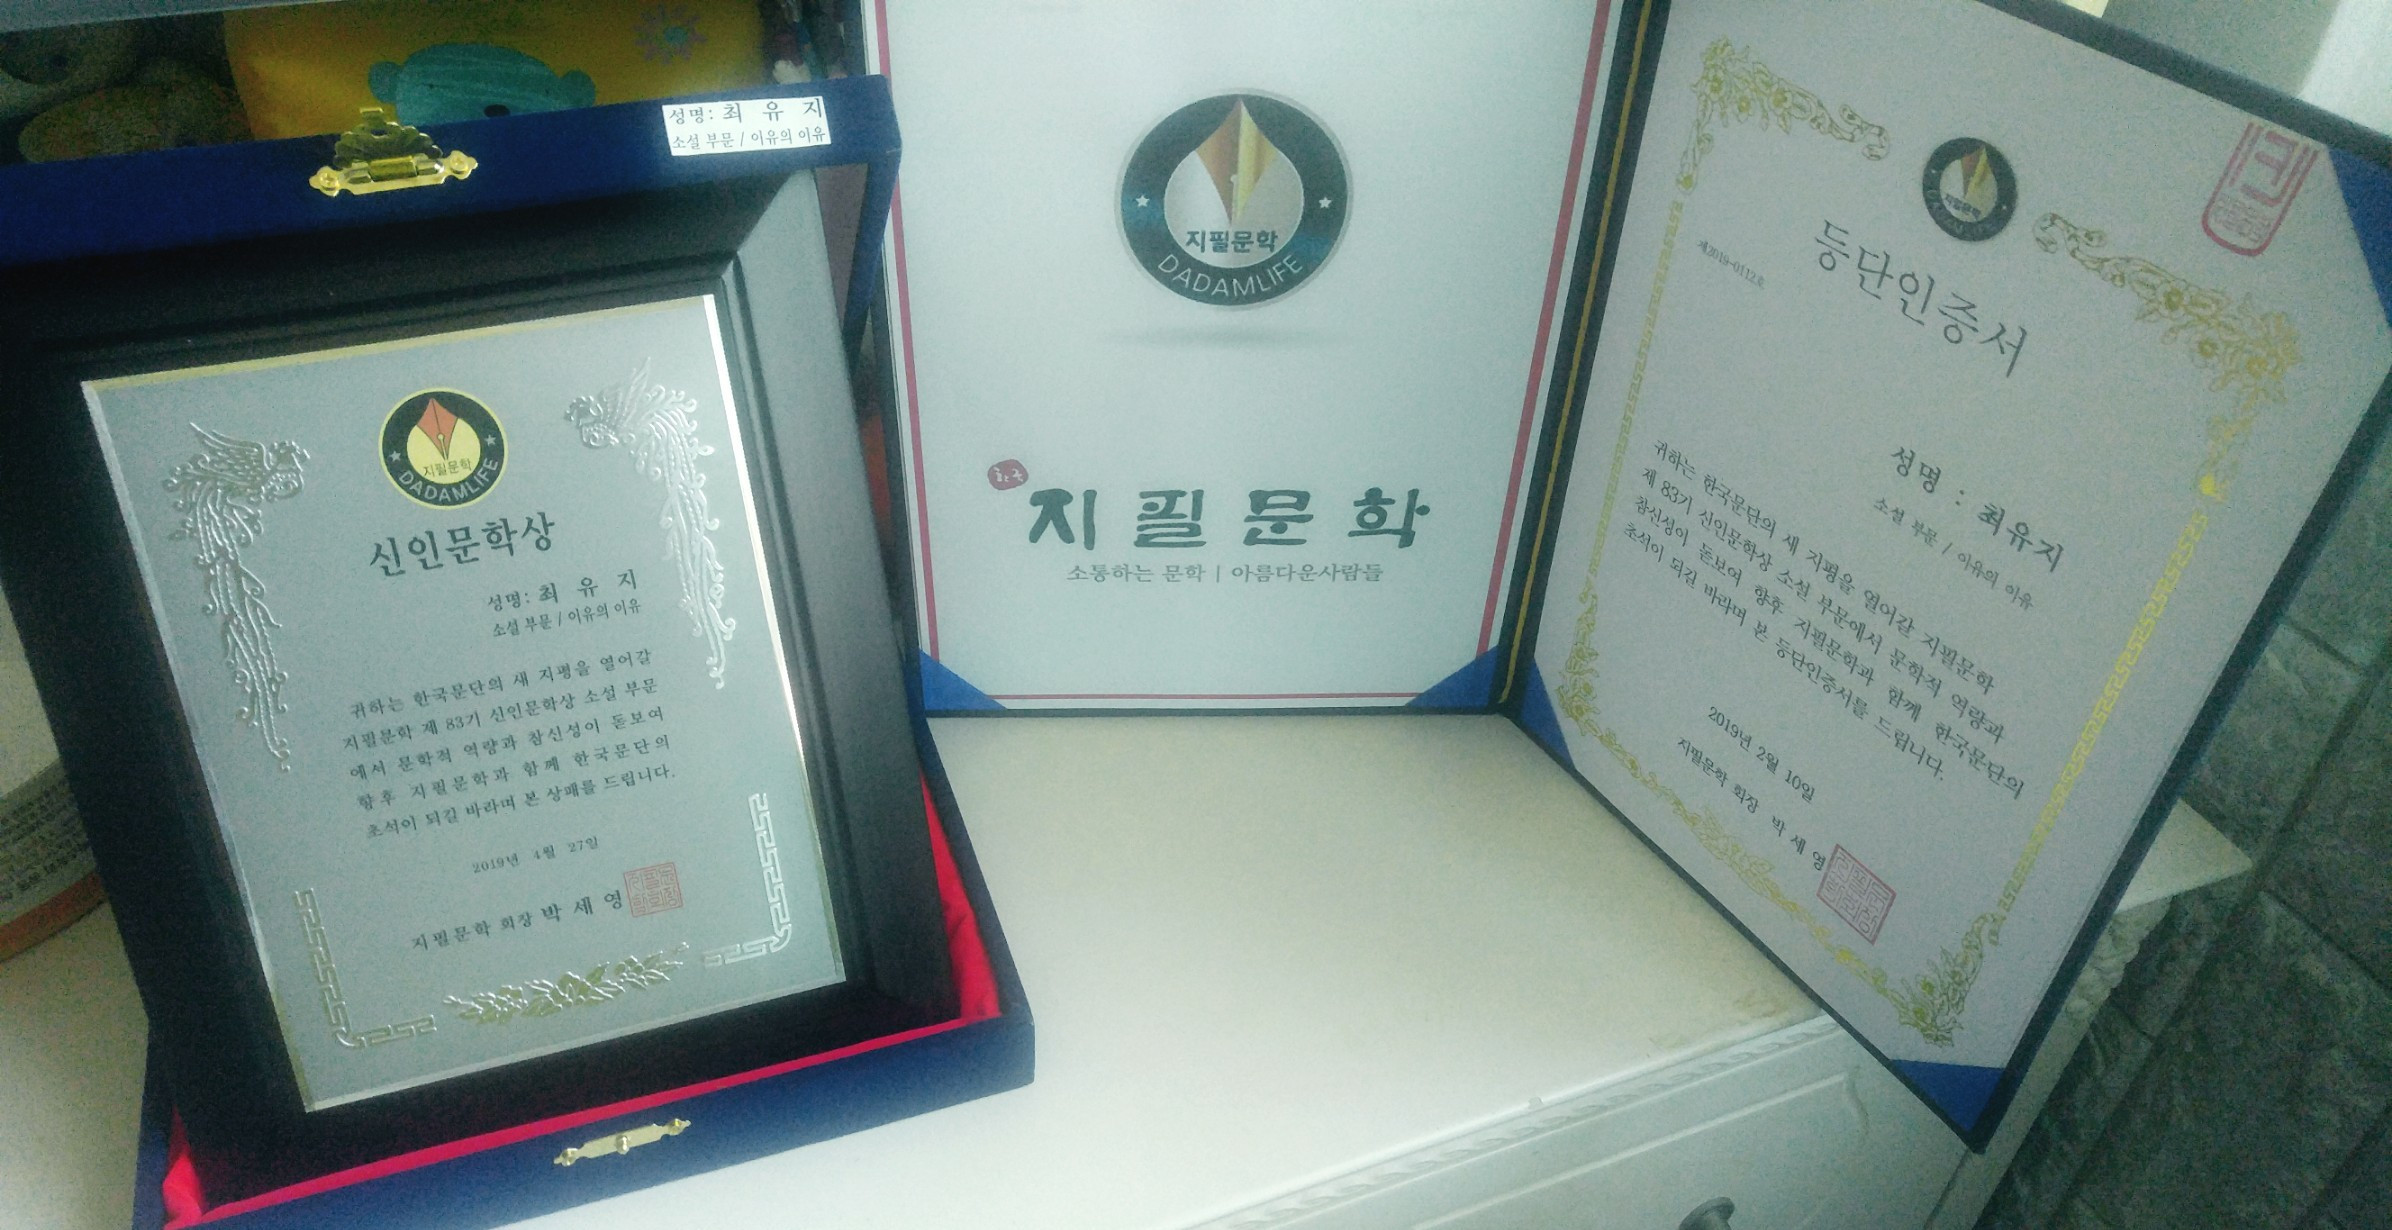 성명: 최 유 지
소설 부문 / 이유의 이유
지필문학
DADAMLIFE
신인문학상
성명: 최 유 지
소설 부문 / 이유의 이유
귀하는 한국문단의 새 지평을 열어갈
지필문학 제 83기 신인문학상 소설 부문
에서 문학적 역량과 참신성이 돋보여
향후 지필문학과 함께 한국문단의
초석이 되길 바라며 본 상패를 드립니다.
2019년 4월 27일
지필문학 회장 박 세 영
지필문학
DADAMLIFE
한국
지필문학
소통하는 문학 | 아름다운사람들
지필문학
제2019-0112호
등단인증서
성명 : 최유지
소설 부문 / 이유의 이유
귀하는 한국문단의 새 지평을 열어갈 지필문학
제 83기 신인문학상 소설 부문에서 문학적 역량과
참신성이 돋보여 향후 지필문학과 함께 한국문단의
초석이 되길 바라며 본 등단인증서를 드립니다.
2019년 2월 10일
지필문학 회장 박 세 영